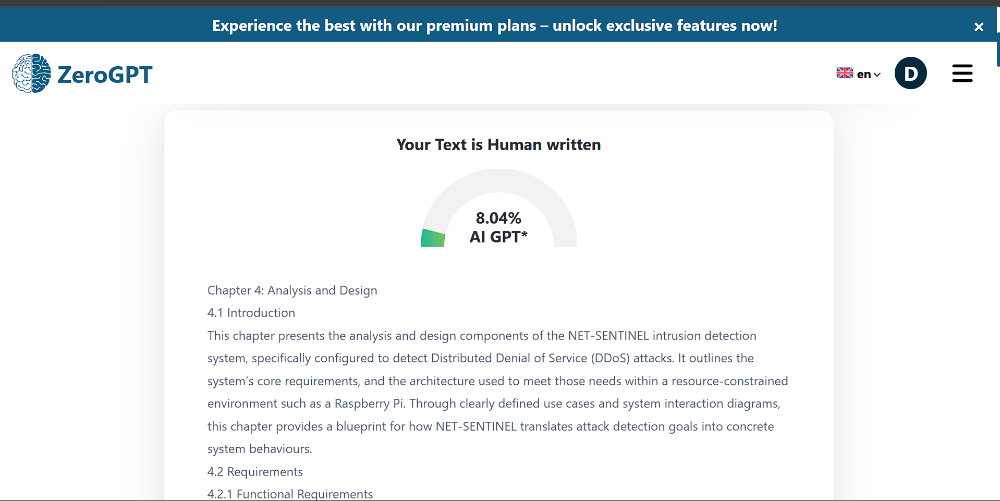 Experience the best with our premium plans – unlock exclusive features now!
×
ZeroGPT
en
D
Your Text is Human written
8.04%
AI GPT*
Chapter 4: Analysis and Design
4.1 Introduction
This chapter presents the analysis and design components of the NET-SENTINEL intrusion detection
system, specifically configured to detect Distributed Denial of Service (DDoS) attacks. It outlines the
system’s core requirements, and the architecture used to meet those needs within a resource-constrained
environment such as a Raspberry Pi. Through clearly defined use cases and system interaction diagrams,
this chapter provides a blueprint for how NET-SENTINEL translates attack detection goals into concrete
system behaviours.
4.2 Requirements
4.2.1 Functional Requirements